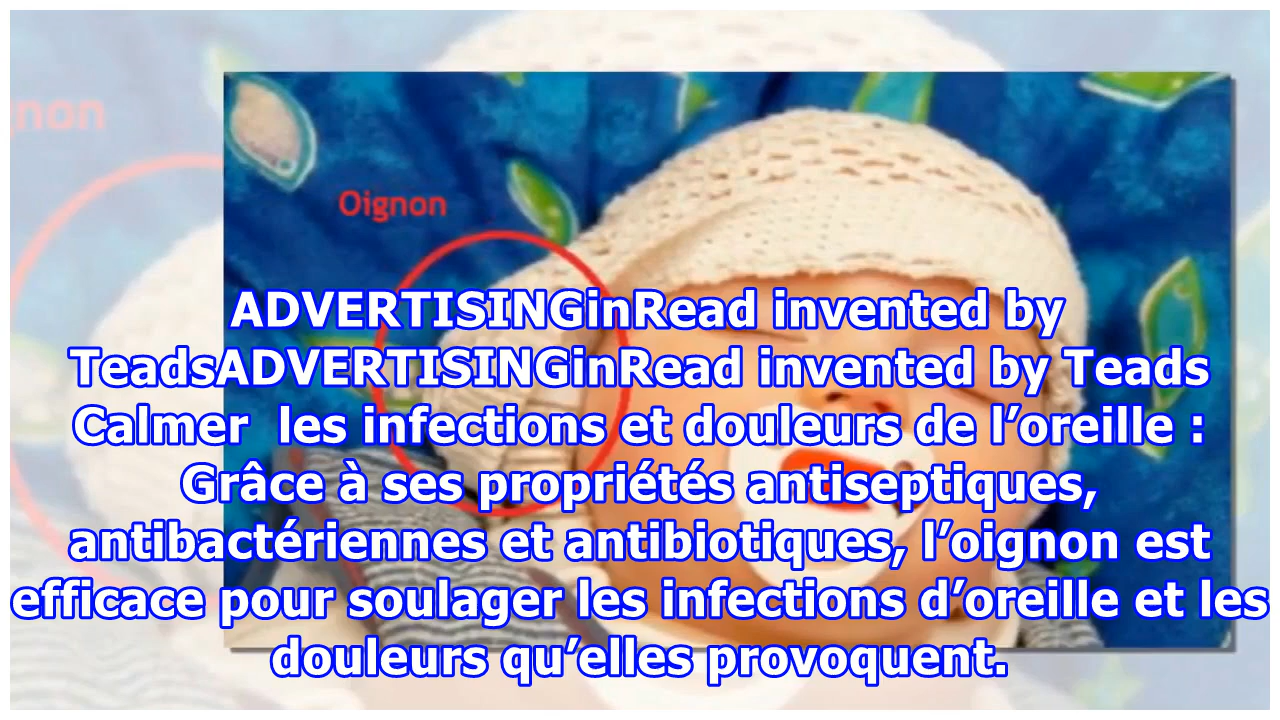 gnon
Oignon
ADVERTISINGinRead invented by
TeadsADVERTISINGinRead invented by Teads
Calmer  les infections et douleurs de l’oreille :
Grâce à ses propriétés antiseptiques,
antibactériennes et antibiotiques, l’oignon est
efficace pour soulager les infections d’oreille et les
douleurs qu’elles provoquent.